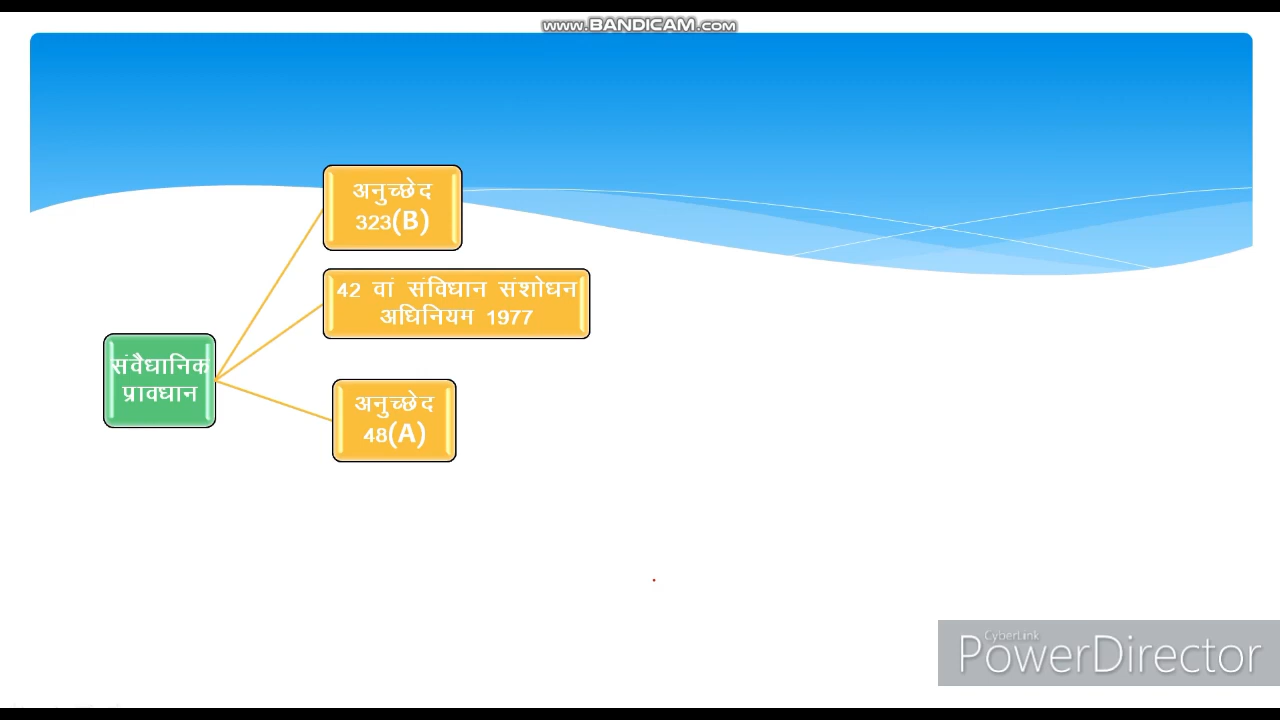 www.BANDICAM.com
अनुच्छेद
323(B)
42 वां संविधान संशोधन
अधिनियम 1977
संवैधानिक
प्रावधान
अनुच्छेद
48(A)
CyberLink
PowerDirector